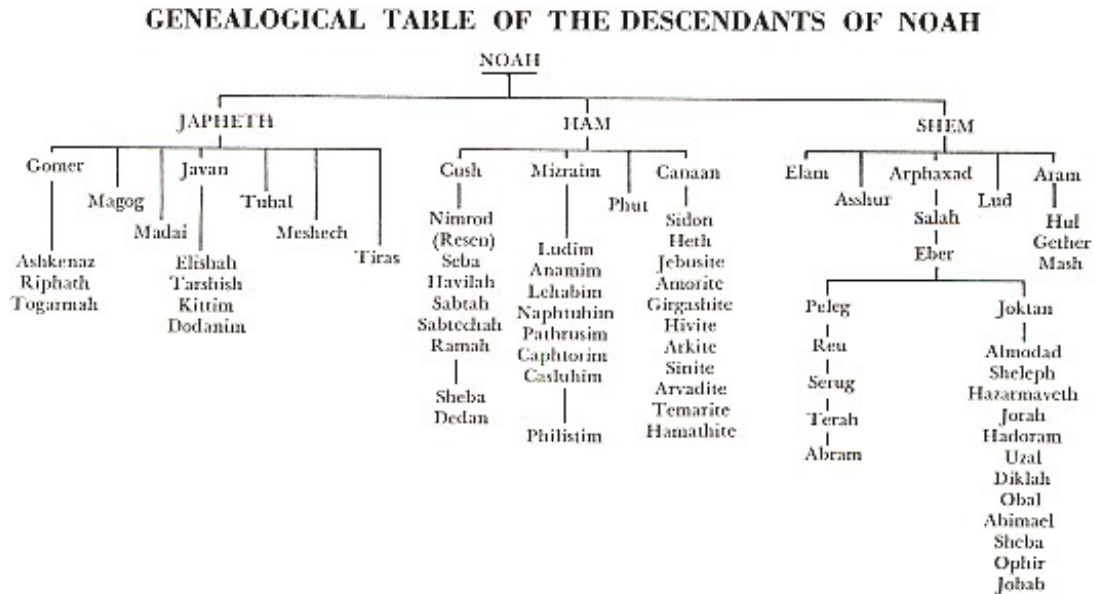 GENEALOGICAL TABLE OF THE DESCENDANTS OF NOAH
NOAH
JAPHETH HAM SHEM
Gomer
Magog
Madai
Javan
Tubal
Meshech
Tiras
Ashkenaz
Riphath
Togarmah
Elishah
Tarshish
Kittim
Dodanim
Cush
Mizraim
Phut
Canaan
Nimrod
(Resen)
Seba
Havilah
Sabtah
Sabtechah
Ramah
Sheba
Dedan
Ludim
Anamim
Lehabim
Naphtuhim
Pathrusim
Caphtorim
Casluhim
Philistim
Sidon
Heth
Jebusite
Amorite
Girgashite
Hivite
Arkite
Sinite
Arvadite
Temarite
Hamathite
Elam
Asshur
Arphaxad
Lud
Aram
Salah
Eber
Hul
Gether
Mash
Peleg
Reu
Serug
Terah
Abram
Joktan
Almodad
Sheleph
Hazarmaveth
Jorah
Hadoram
Uzal
Diklah
Obal
Abimael
Sheba
Ophir
Jobab